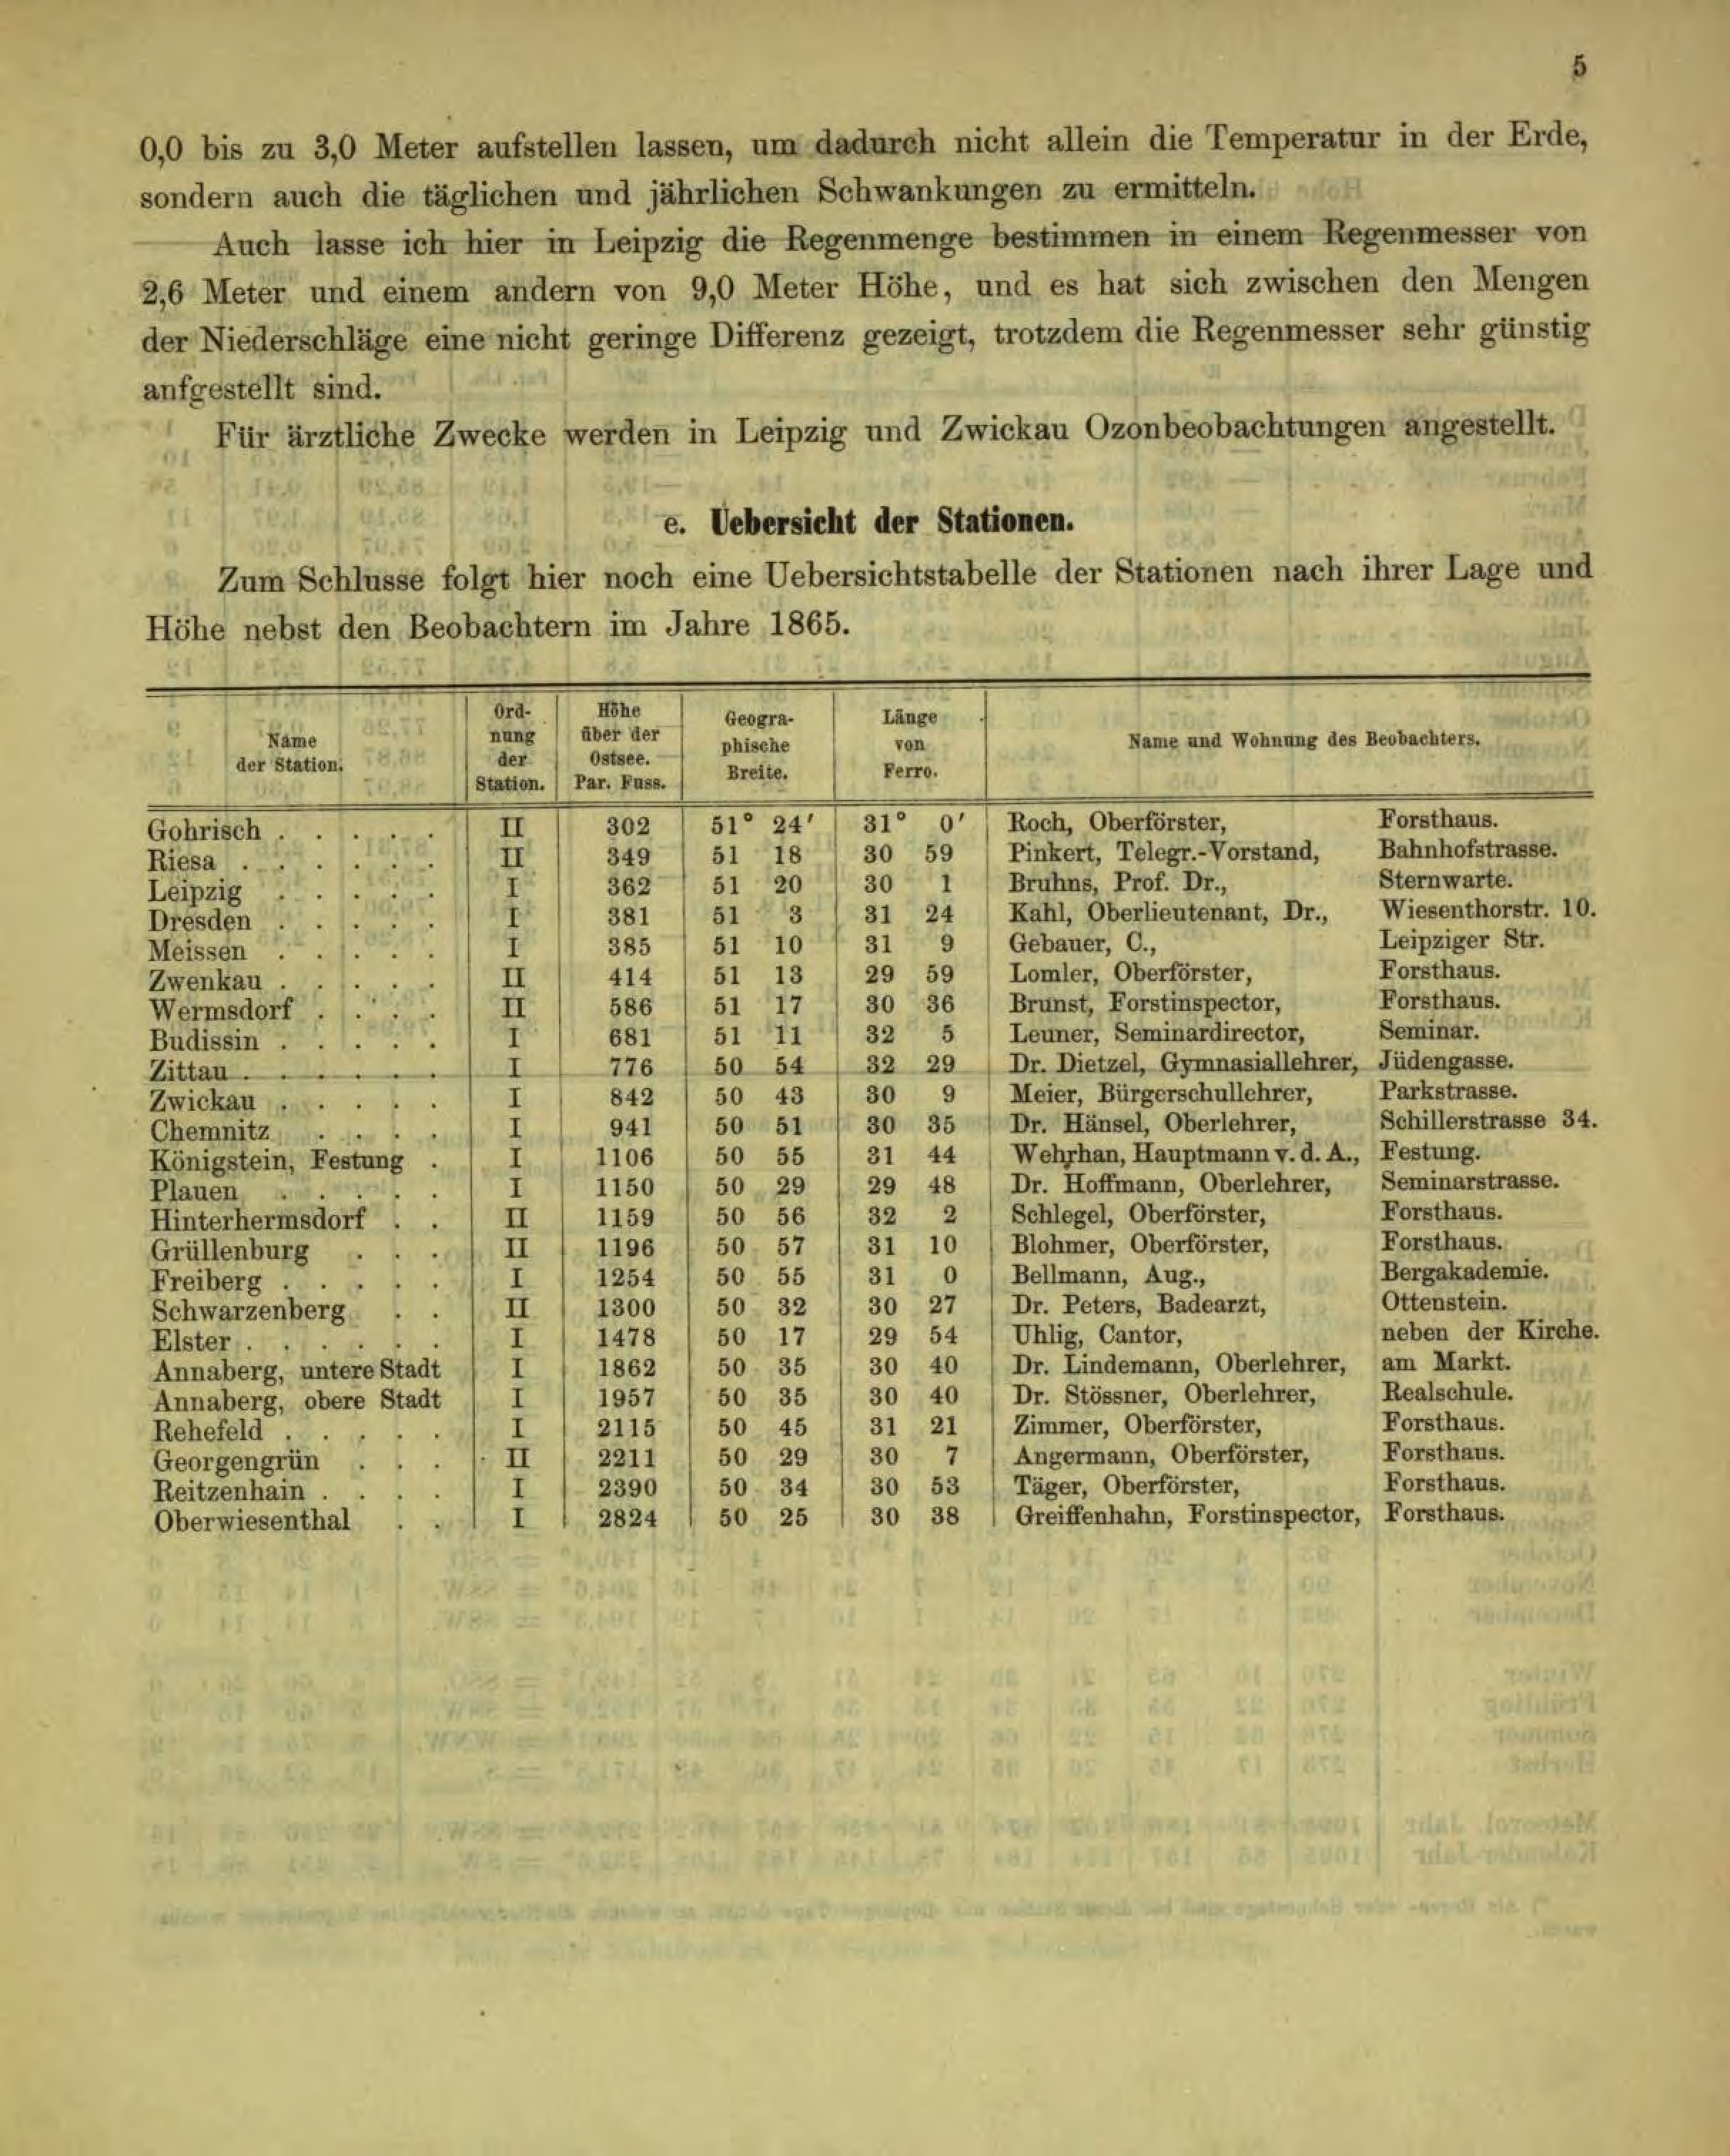 5
0,0 bis zu 3,0 Meter aufstellen lassen, um dadurch nicht allein die Temperatur in der Erde,
sondern auch die täglichen und jährlichen Schwankungen zu ermitteln.
Auch lasse ich hier in Leipzig die Regenmenge bestimmen in einem Regenmesser von
2,6 Meter und einem andern von 9,0 Meter Höhe, und es hat sich zwischen den Mengen
der Niederschläge eine nicht geringe Differenz gezeigt, trotzdem die Regenmesser sehr günstig
anfgestellt sind.
Für ärztliche Zwecke werden in Leipzig und Zwickau Ozonbeobachtungen angestellt.
e. Uebersicht der Stationen.
Zum Schlusse folgt hier noch eine Uebersichtstabelle der Stationen nach ihrer Lage und
Höhe nebst den Beobachtern im Jahre 1865.
Name der Station. Ord-nung der Station. Höhe über der Ostsee. Par. Fuss. Geogra-phische Breite. Länge von Ferro. Name und Wohnung des Beobachters.
Gohrisch . . . . . II 302 51° 24′ 31° 0′ Roch, Oberförster, Forsthaus.
Riesa . . . . . . II 349 51 18 30 59 Pinkert, Telegr.-Vorstand, Bahnhofstrasse.
Leipzig . . . . . I 362 51 20 30 1 Bruhns, Prof. Dr., Sternwarte.
Dresden . . . . . I 381 51 3 31 24 Kahl, Oberlieutenant, Dr., Wiesenthorstr. 10.
Meissen . . . . . I 385 51 10 31 9 Gebauer, C., Leipziger Str.
Zwenkau . . . . . II 414 51 13 29 59 Lomler, Oberförster, Forsthaus.
Wermsdorf . . . . II 586 51 17 30 36 Brunst, Forstinspector, Forsthaus.
Budissin . . . . . I 681 51 11 32 5 Leuner, Seminardirector, Seminar.
Zittau . . . . . . I 776 50 54 32 29 Dr. Dietzel, Gymnasiallehrer, Jüdengasse.
Zwickau . . . . . I 842 50 43 30 9 Meier, Bürgerschullehrer, Parkstrasse.
Chemnitz . . . . I 941 50 51 30 35 Dr. Hänsel, Oberlehrer, Schillerstrasse 34.
Königstein, Festung . I 1106 50 55 31 44 Wehrhan, Hauptmann v. d. A., Festung.
Plauen . . . . . I 1150 50 29 29 48 Dr. Hoffmann, Oberlehrer, Seminarstrasse.
Hinterhermsdorf . . II 1159 50 56 32 2 Schlegel, Oberförster, Forsthaus.
Grüllenburg . . . II 1196 50 57 31 10 Blohmer, Oberförster, Forsthaus.
Freiberg . . . . . I 1254 50 55 31 0 Bellmann, Aug., Bergakademie.
Schwarzenberg . . II 1300 50 32 30 27 Dr. Peters, Badearzt, Ottenstein.
Elster . . . . . . I 1478 50 17 29 54 Uhlig, Cantor, neben der Kirche.
Annaberg, untere Stadt I 1862 50 35 30 40 Dr. Lindemann, Oberlehrer, am Markt.
Annaberg, obere Stadt I 1957 50 35 30 40 Dr. Stössner, Oberlehrer, Realschule.
Rehefeld . . . . . I 2115 50 45 31 21 Zimmer, Oberförster, Forsthaus.
Georgengrün . . . II 2211 50 29 30 7 Angermann, Oberförster, Forsthaus.
Reitzenhain . . . . I 2390 50 34 30 53 Täger, Oberförster, Forsthaus.
Oberwiesenthal . . I 2824 50 25 30 38 Greiffenhahn, Forstinspector, Forsthaus.